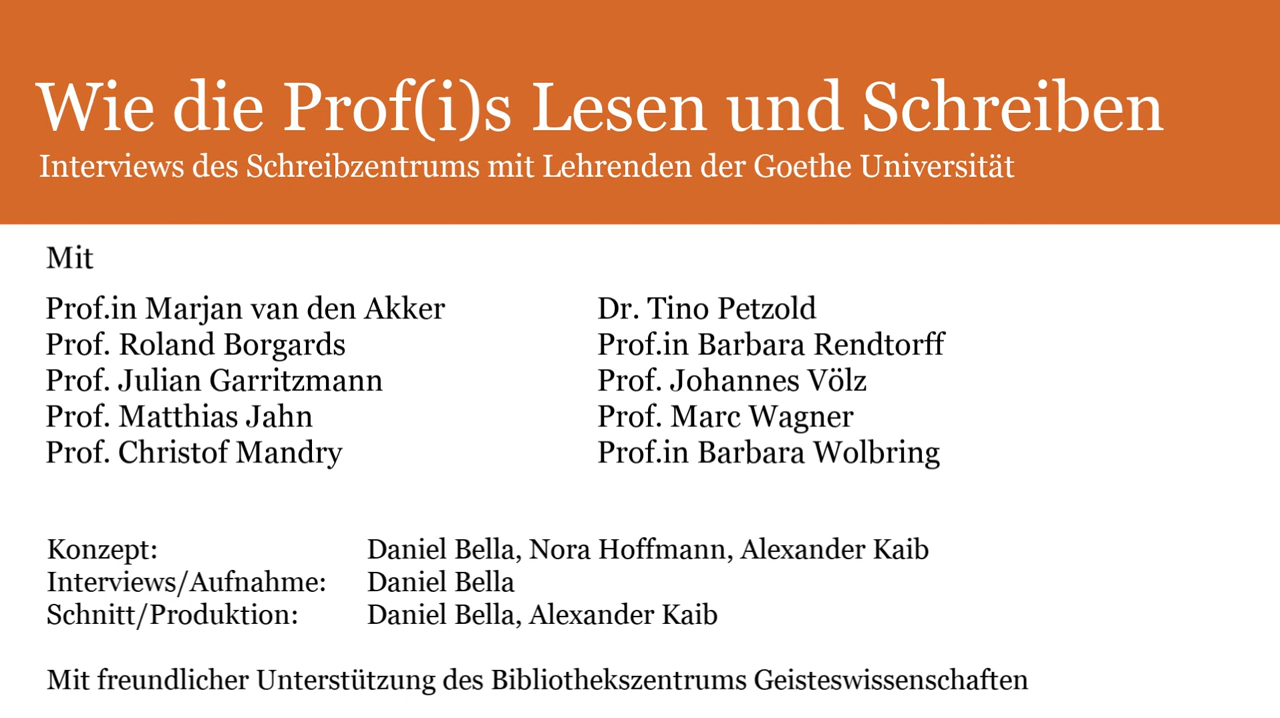 Wie die Prof(i)s Lesen und Schreiben
Interviews des Schreibzentrums mit Lehrenden der Goethe Universität
Mit
Prof.in Marjan van den Akker
Prof. Roland Borgards
Prof. Julian Garritzmann
Prof. Matthias Jahn
Prof. Christof Mandry
Dr. Tino Petzold
Prof.in Barbara Rendtorff
Prof. Johannes Völz
Prof. Marc Wagner
Prof.in Barbara Wolbring
Konzept: Daniel Bella, Nora Hoffmann, Alexander Kaib
Interviews/Aufnahme: Daniel Bella
Schnitt/Produktion: Daniel Bella, Alexander Kaib
Mit freundlicher Unterstützung des Bibliothekszentrums Geisteswissenschaften